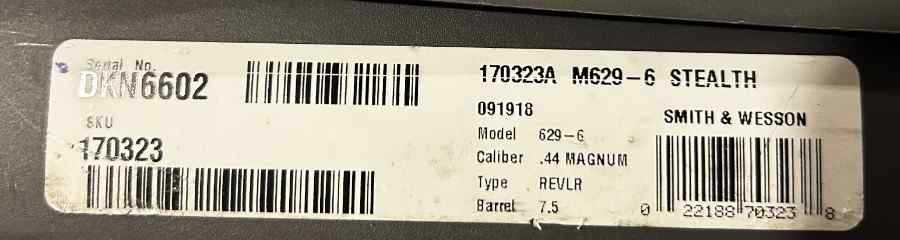 Serial No.
DKN6602
SKU
170323
170323A M629-6 STEALTH
091918
SMITH & WESSON
Model 629-6
Caliber .44 MAGNUM
Type REVLR
Barrel 7.5
0 22188 70323 8